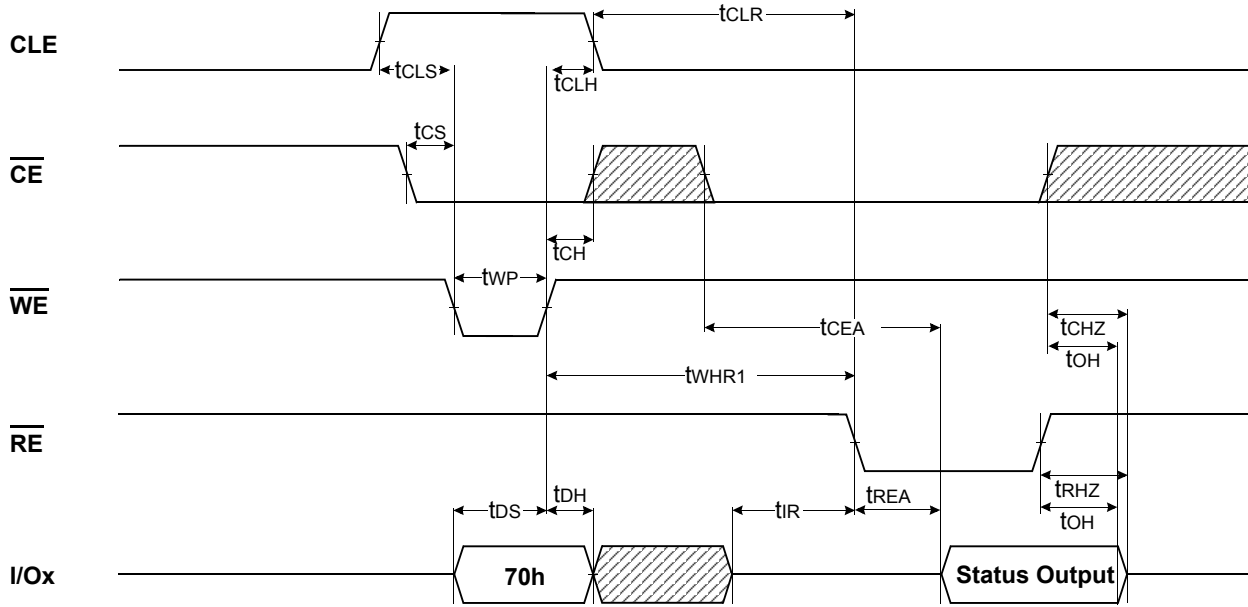 tCLR
CLE
tCLS
tCLH
tCS
CE
tCH
tWP
WE
tCEA
tCHZ
tOH
tWHR1
RE
tDH
tRHZ
tDS
tIR
tREA
tOH
I/Ox
70h
Status Output